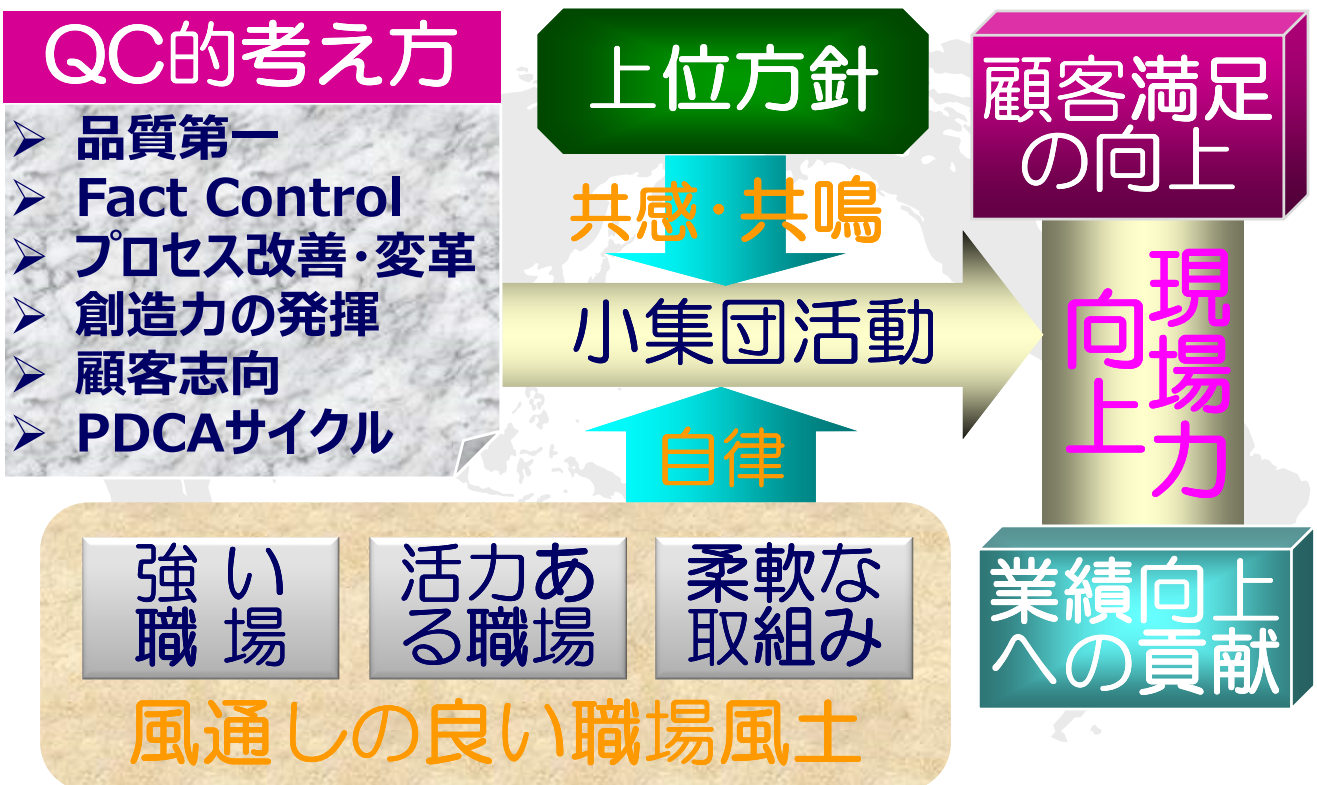 QC的考え方
➢ 品質第一
➢ Fact Control
➢ プロセス改善・変革
➢ 創造力の発揮
➢ 顧客志向
➢ PDCAサイクル
上位方針
共感・共鳴
小集団活動
自律
顧客満足
の向上
現場力
向上
業績向上
への貢献
強い
職場
活力あ
る職場
柔軟な
取組み
風通しの良い職場風土